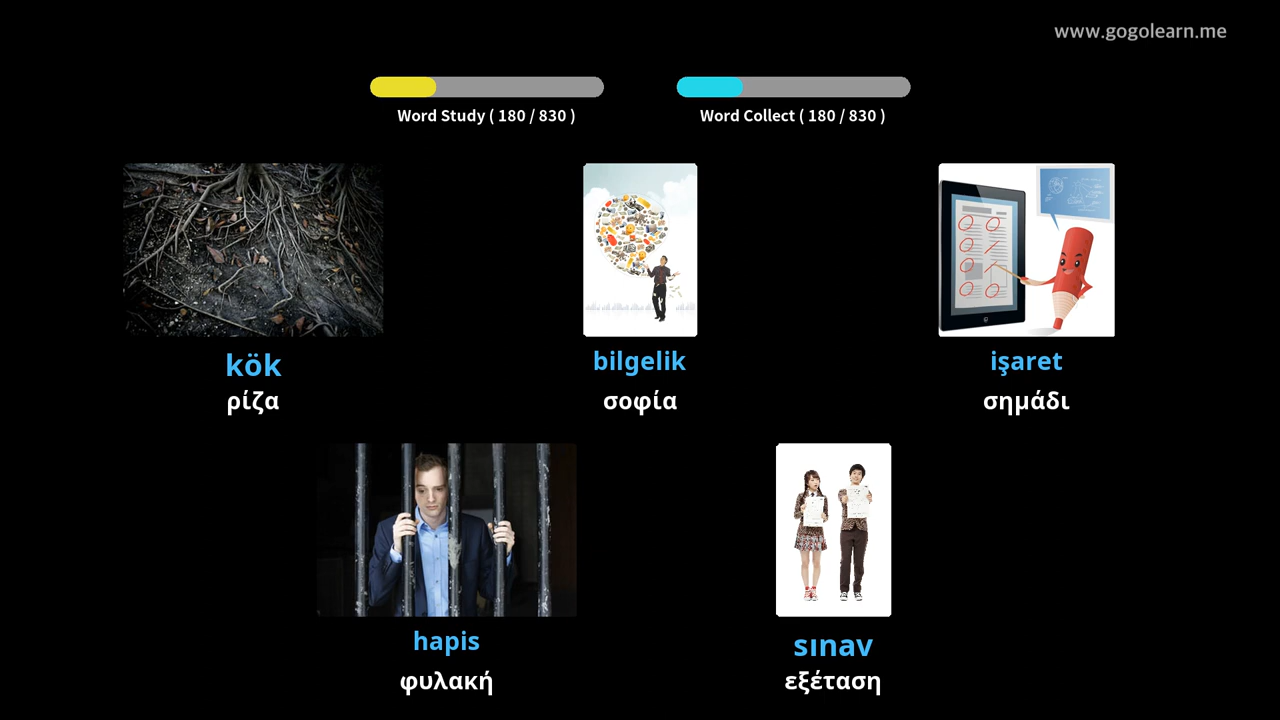 www.gogolearn.me
Word Study ( 180 / 830 )
Word Collect ( 180 / 830 )
kök
ρίζα
bilgelik
σοφία
işaret
σημάδι
hapis
φυλακή
sınav
εξέταση